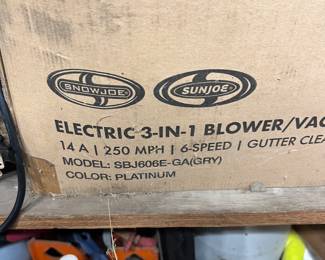 SNOWJOE SUNJOE
ELECTRIC 3-IN-1 BLOWER/VAC
14 A | 250 MPH | 6-SPEED | GUTTER CLEA
MODEL: SBJ606E-GA(GRY)
COLOR: PLATINUM